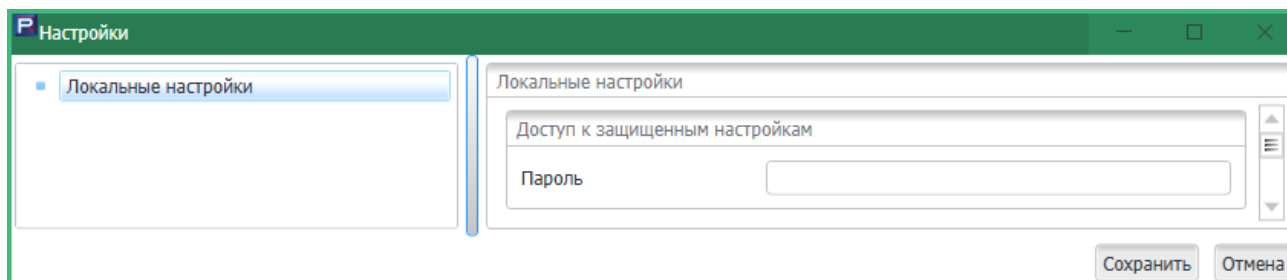 Настройки
Локальные настройки
Локальные настройки
Доступ к защищенным настройкам
Пароль
Сохранить Отмена